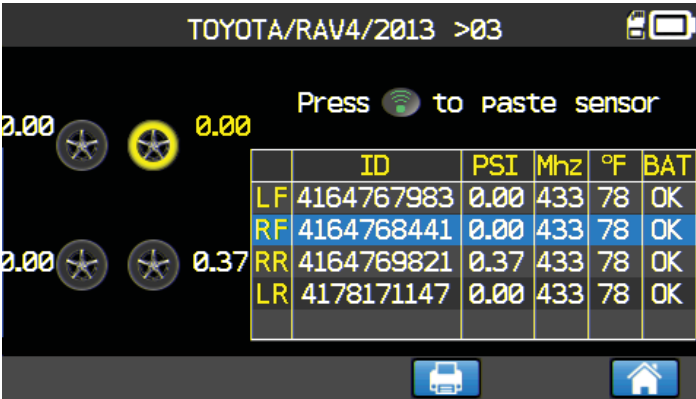 TOYOTA/RAV4/2013 >03
Press to paste sensor
0.00 0.00
0.00 0.37
ID PSI Mhz °F BAT
LF 4164767983 0.00 433 78 OK
RF 4164768441 0.00 433 78 OK
RR 4164769821 0.37 433 78 OK
LR 4178171147 0.00 433 78 OK